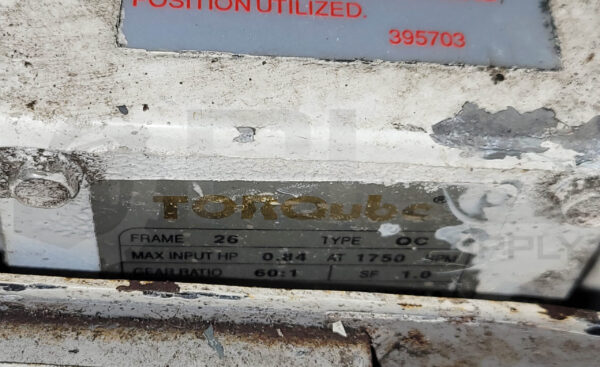 POSITION UTILIZED.
395703
TORQube®
FRAME 26 TYPE OC
MAX INPUT HP 0.84 AT 1750 RPM
GEAR RATIO 60:1 SF 1.0